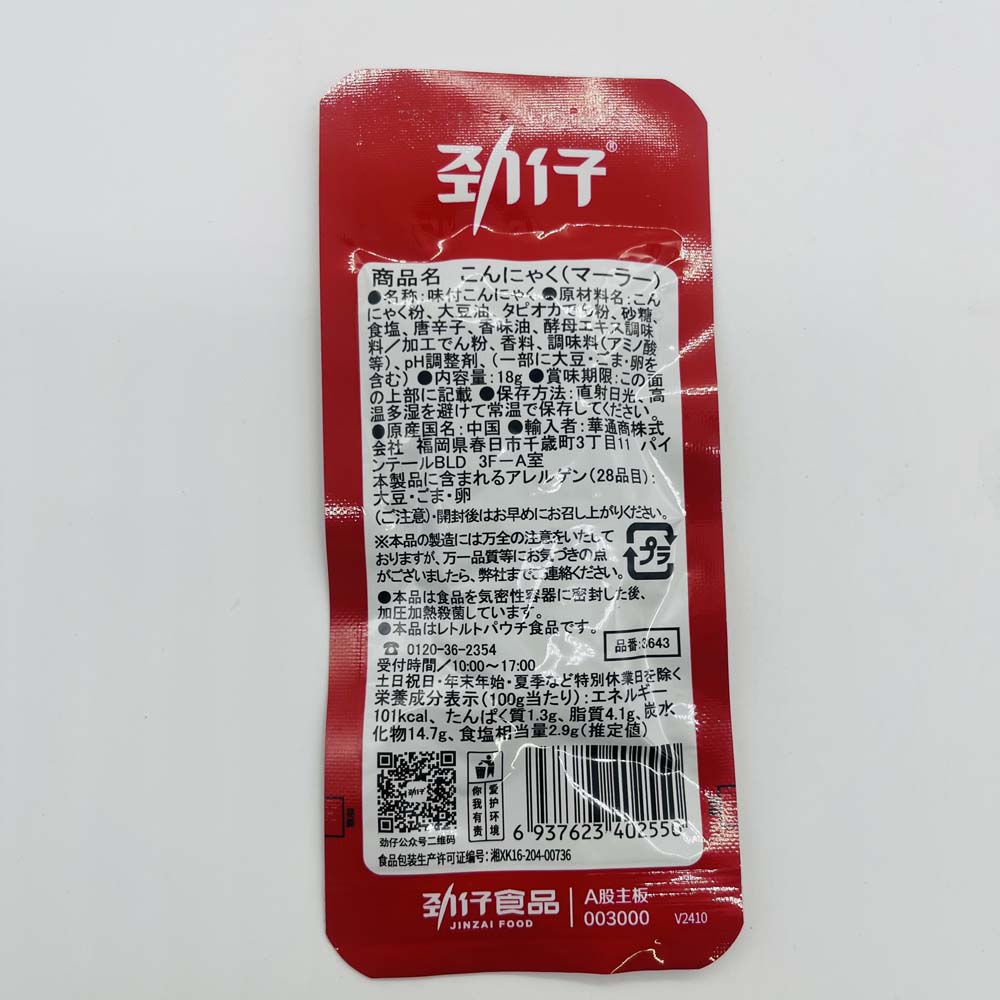 劲仔®
商品名 こんにゃく(マーラー)
●名称:味付こんにゃく ●原材料名:こん
にゃく粉、大豆油、タピオカでん粉、砂糖、
食塩、唐辛子、香味油、酵母エキス調味
料/加工でん粉、香料、調味料(アミノ酸
等)、pH調整剤、(一部に大豆・ごま・卵を
含む) ●内容量:18g ●賞味期限:この面
の上部に記載 ●保存方法:直射日光、高
温多湿を避けて常温で保存してください。
●原産国名:中国 ●輸入者:華通商株式
会社 福岡県春日市千歳町3丁目11 パイ
ンテールBLD 3F-A室
本製品に含まれるアレルゲン(28品目):
大豆・ごま・卵
(ご注意)・開封後はお早めにお召し上がりください。
※本品の製造には万全の注意をいたして
おりますが、万一品質等にお気づきの点
がございましたら、弊社までご連絡ください。
プラ
●本品は食品を気密性容器に密封した後、
加圧加熱殺菌しています。
●本品はレトルトパウチ食品です。
品番:3643
☎ 0120-36-2354
受付時間/10:00~17:00
土日祝日・年末年始・夏季など特別休業日を除く
栄養成分表示(100g当たり):エネルギー
101kcal、たんぱく質1.3g、脂質4.1g、炭水
化物14.7g、食塩相当量2.9g(推定値)
劲仔
你我有责
爱护环境
6 937623 402550
劲仔公众号二维码
食品包装生产许可证编号:湘XK16-204-00736
劲仔食品
JINZAI FOOD
A股主板
003000
V2410